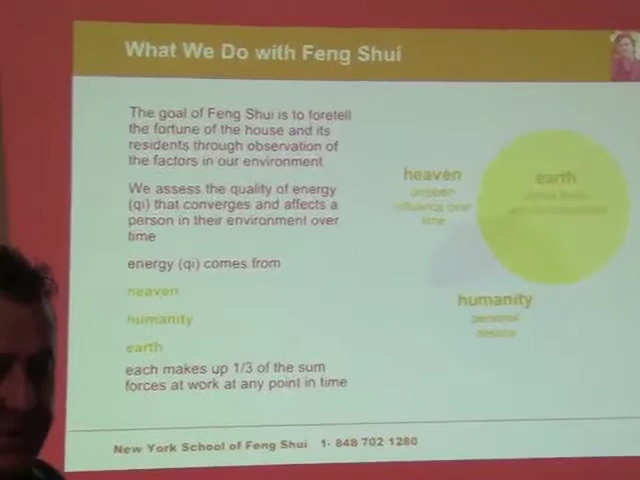 What We Do with Feng Shui
The goal of Feng Shui is to foretell
the fortune of the house and its
residents through observation of
the factors in our environment
We assess the quality of energy
(qi) that converges and affects a
person in their environment over
time
energy (qi) comes from
heaven
humanity
earth
each makes up 1/3 of the sum
forces at work at any point in time
heaven
unseen
influence over
time
earth
humanity
personal
New York School of Feng Shui 1- 848 702 1280